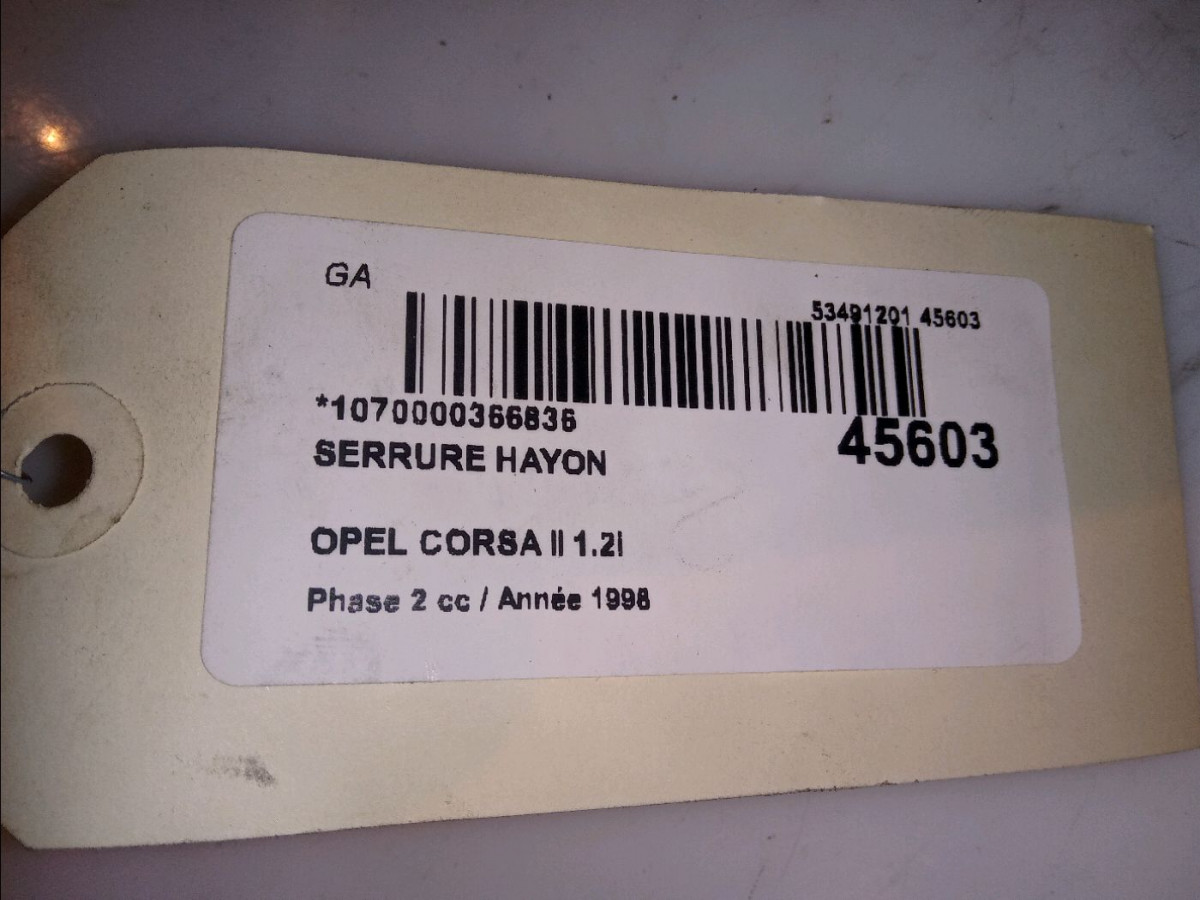 GA
53491201 45603
*1070000366836
45603
SERRURE HAYON
OPEL CORSA II 1.2i
Phase 2 cc / Année 1998